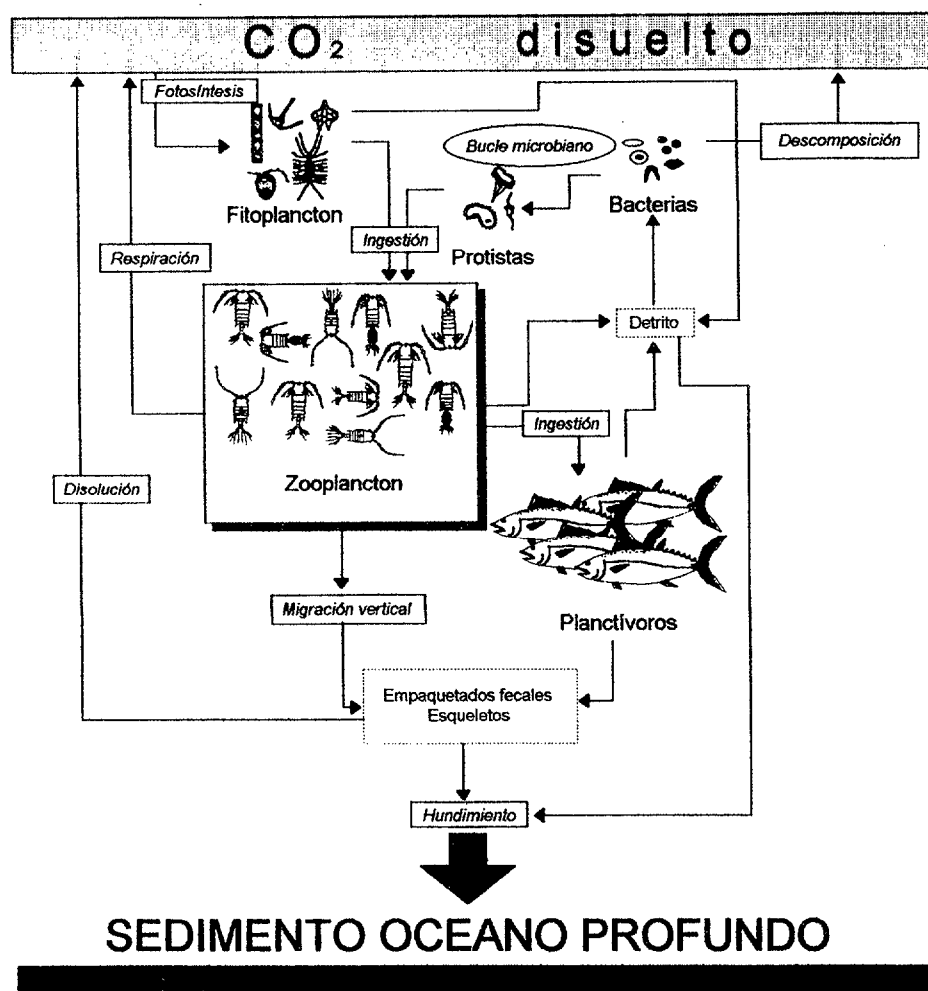 CO₂ disuelto
Fotosíntesis
Bucle microbiano
Descomposición
Fitoplancton
Bacterias
Ingestión
Protistas
Respiración
Detrito
Ingestión
Zooplancton
Disolución
Migración vertical
Planctívoros
Empaquetados fecales
Esqueletos
Hundimiento
SEDIMENTO OCEANO PROFUNDO